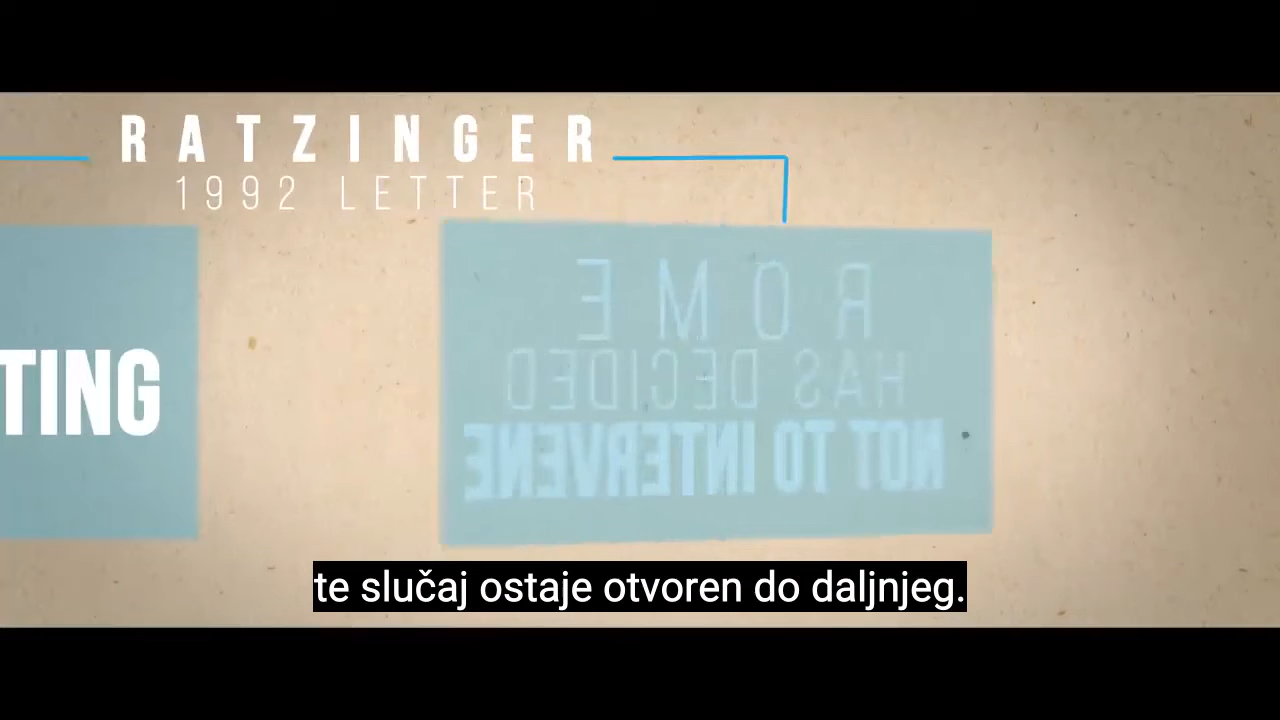 RATZINGER
1992 LETTER
TING
ROME
HAS DECIDED
NOT TO INTERVENE
te slučaj ostaje otvoren do daljnjeg.